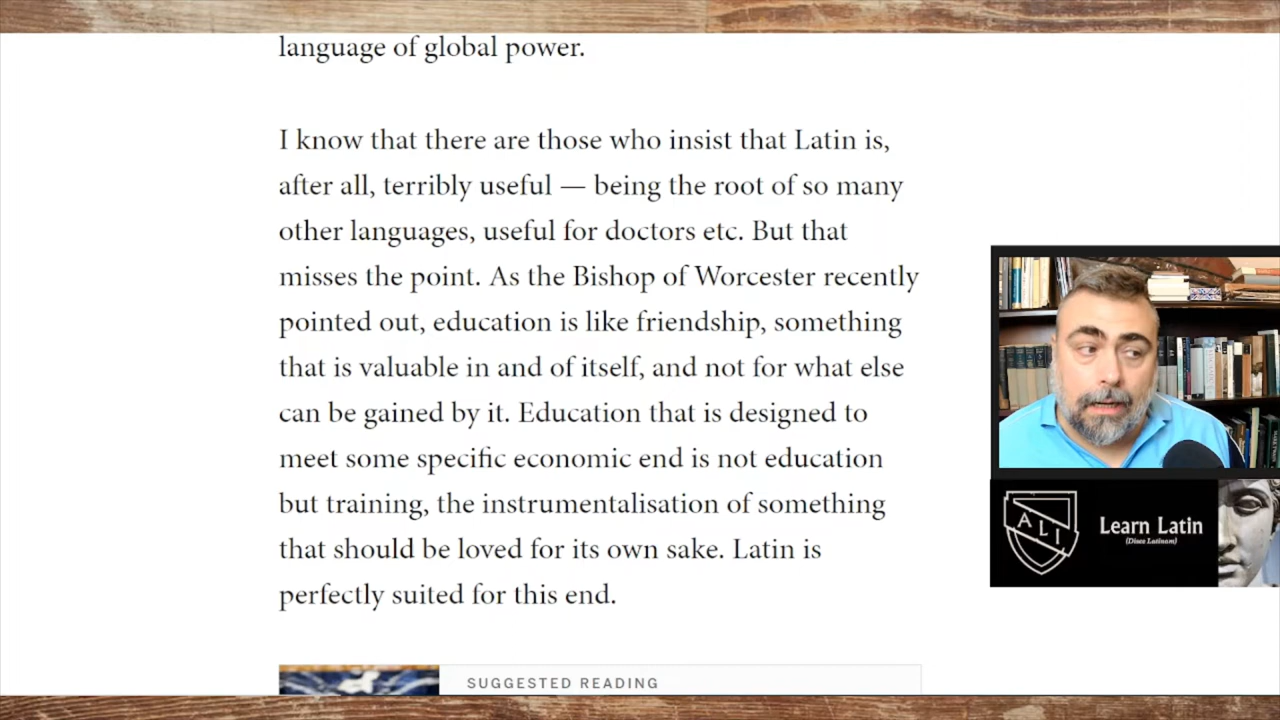 language of global power.
I know that there are those who insist that Latin is,
after all, terribly useful — being the root of so many
other languages, useful for doctors etc. But that
misses the point. As the Bishop of Worcester recently
pointed out, education is like friendship, something
that is valuable in and of itself, and not for what else
can be gained by it. Education that is designed to
meet some specific economic end is not education
but training, the instrumentalisation of something
that should be loved for its own sake. Latin is
perfectly suited for this end.
SUGGESTED READING
ALI
Learn Latin
(Disce Latinam)